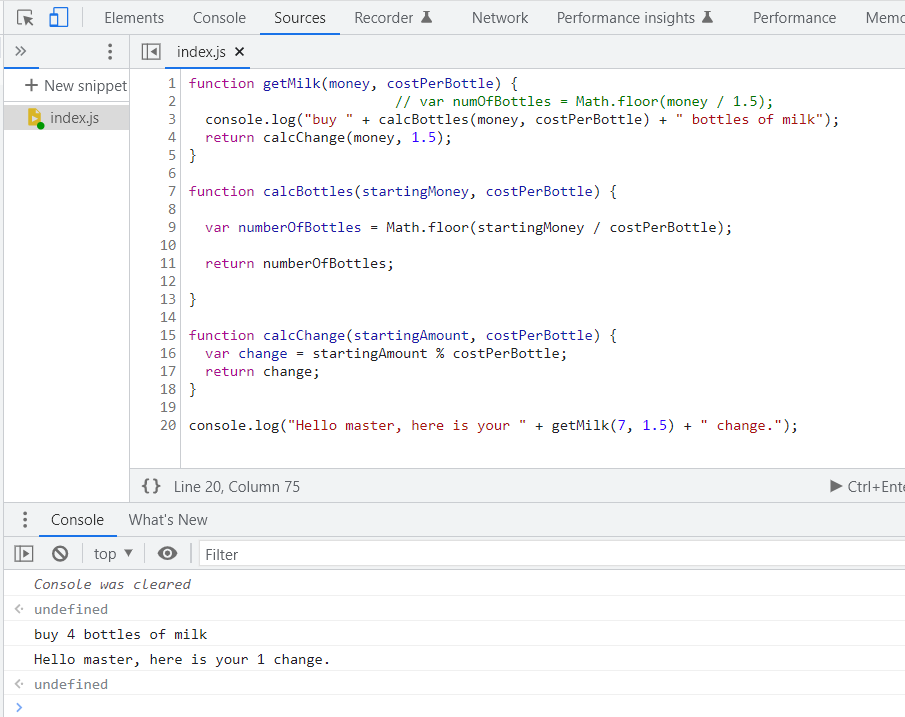 Elements Console Sources Recorder Network Performance insights Performance Memo
index.js ×
+ New snippet
index.js
1 function getMilk(money, costPerBottle) {
2 // var numOfBottles = Math.floor(money / 1.5);
3 console.log("buy " + calcBottles(money, costPerBottle) + " bottles of milk");
4 return calcChange(money, 1.5);
5 }
6
7 function calcBottles(startingMoney, costPerBottle) {
8
9 var numberOfBottles = Math.floor(startingMoney / costPerBottle);
10
11 return numberOfBottles;
12
13 }
14
15 function calcChange(startingAmount, costPerBottle) {
16 var change = startingAmount % costPerBottle;
17 return change;
18 }
19
20 console.log("Hello master, here is your " + getMilk(7, 1.5) + " change.");
{} Line 20, Column 75 Ctrl+Ente
Console What's New
top Filter
Console was cleared
undefined
buy 4 bottles of milk
Hello master, here is your 1 change.
undefined